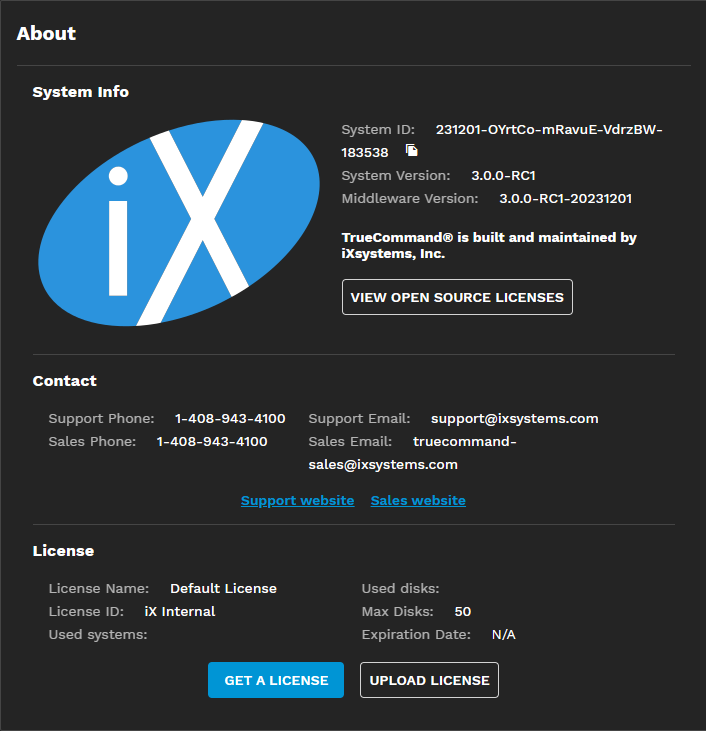 About
System Info
iX
System ID: 231201-OYrtCo-mRavuE-VdrzBW-
183538
System Version: 3.0.0-RC1
Middleware Version: 3.0.0-RC1-20231201
TrueCommand® is built and maintained by
iXsystems, Inc.
VIEW OPEN SOURCE LICENSES
Contact
Support Phone: 1-408-943-4100
Sales Phone: 1-408-943-4100
Support Email: support@ixsystems.com
Sales Email: truecommand-
sales@ixsystems.com
Support website Sales website
License
License Name: Default License
License ID: iX Internal
Used systems:
Used disks:
Max Disks: 50
Expiration Date: N/A
GET A LICENSE UPLOAD LICENSE